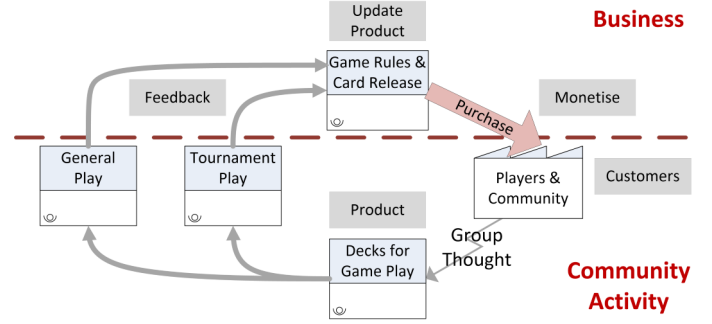 Update
Product
Business
Game Rules &
Card Release
Feedback
Purchase
Monetise
General
Play
Tournament
Play
Players &
Community
Customers
Product
Group
Thought
Decks for
Game Play
Community
Activity